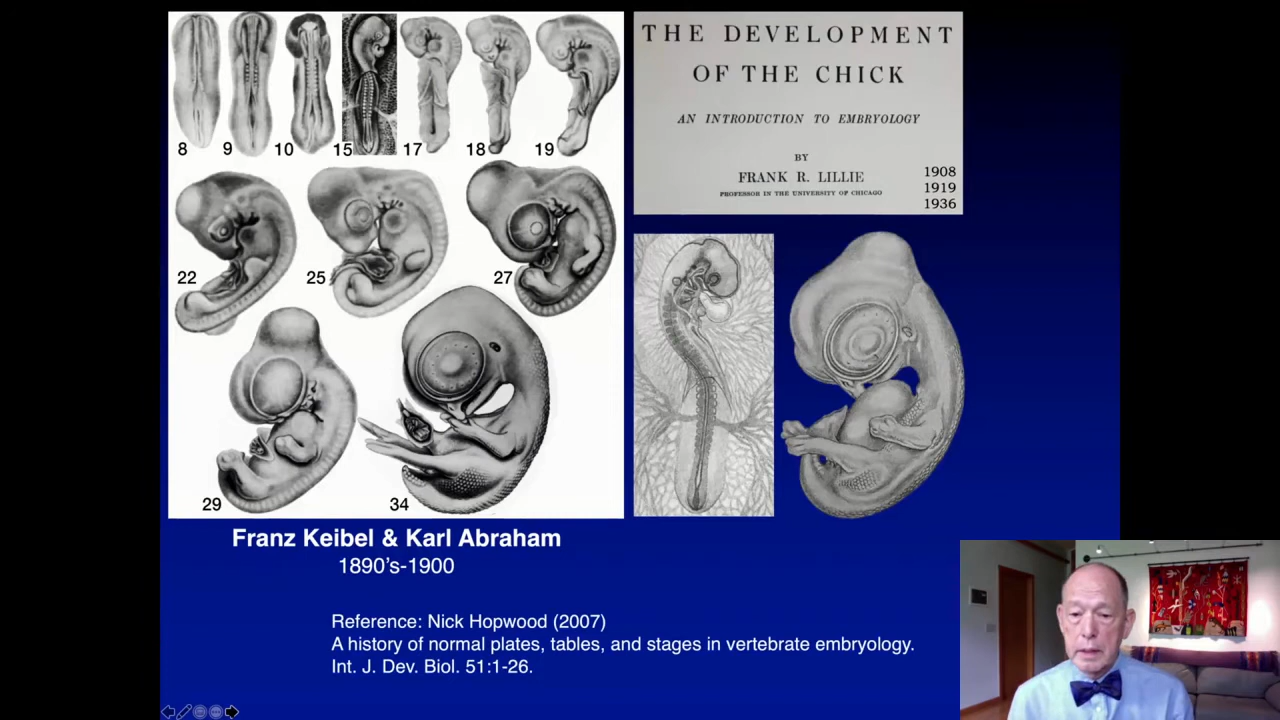 8 9 10 15 17 18 19
22 25 27
29 34
THE DEVELOPMENT
OF THE CHICK
AN INTRODUCTION TO EMBRYOLOGY
BY
FRANK R. LILLIE
PROFESSOR IN THE UNIVERSITY OF CHICAGO
1908
1919
1936
Franz Keibel & Karl Abraham
1890's-1900
Reference: Nick Hopwood (2007)
A history of normal plates, tables, and stages in vertebrate embryology.
Int. J. Dev. Biol. 51:1-26.